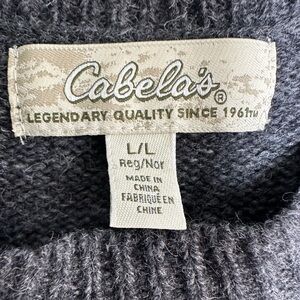 Cabela's®
LEGENDARY QUALITY SINCE 1961™
L/L
Reg/Nor
MADE IN
CHINA
FABRIQUÉ EN
CHINE